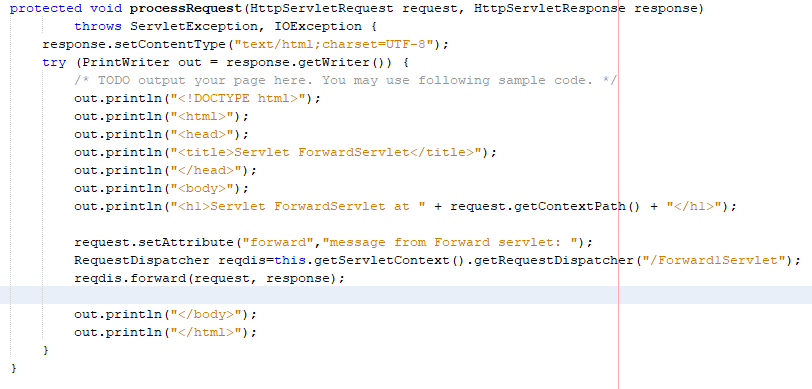 protected void processRequest(HttpServletRequest request, HttpServletResponse response)
throws ServletException, IOException {
response.setContentType("text/html;charset=UTF-8");
try (PrintWriter out = response.getWriter()) {
/* TODO output your page here. You may use following sample code. */
out.println("<!DOCTYPE html>");
out.println("<html>");
out.println("<head>");
out.println("<title>Servlet ForwardServlet</title>");
out.println("</head>");
out.println("<body>");
out.println("<h1>Servlet ForwardServlet at " + request.getContextPath() + "</h1>");
request.setAttribute("forward","message from Forward servlet: ");
RequestDispatcher reqdis=this.getServletContext().getRequestDispatcher("/Forward1Servlet");
reqdis.forward(request, response);
out.println("</body>");
out.println("</html>");
}
}